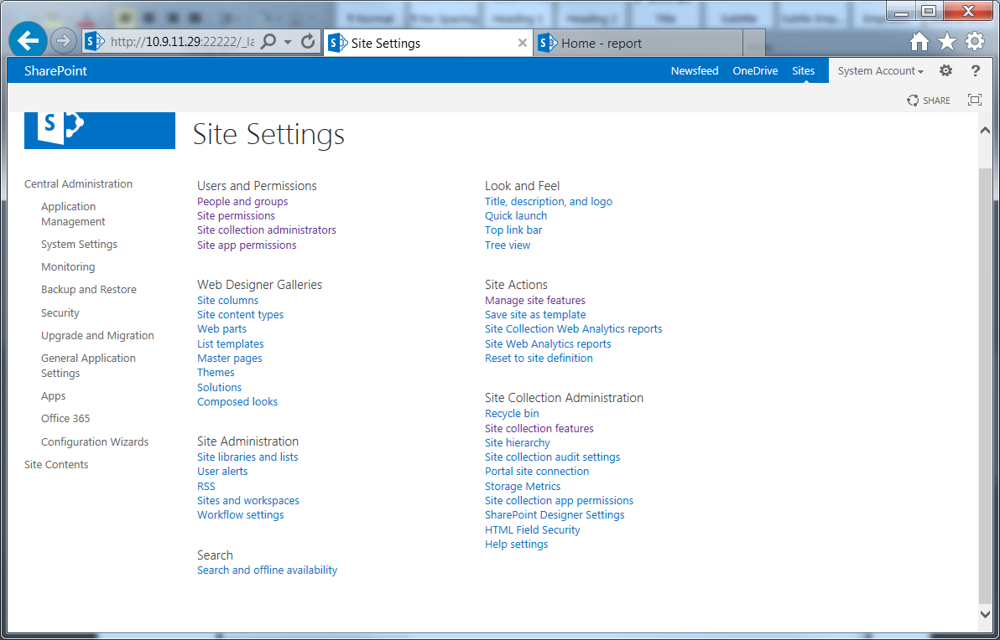 http://10.9.11.29:22222/_la
Site Settings
Home - report
SharePoint
Newsfeed
OneDrive
Sites
System Account
?
SHARE
S
Site Settings
Central Administration
Application
Management
System Settings
Monitoring
Backup and Restore
Security
Upgrade and Migration
General Application
Settings
Apps
Office 365
Configuration Wizards
Site Contents
Users and Permissions
People and groups
Site permissions
Site collection administrators
Site app permissions
Web Designer Galleries
Site columns
Site content types
Web parts
List templates
Master pages
Themes
Solutions
Composed looks
Site Administration
Site libraries and lists
User alerts
RSS
Sites and workspaces
Workflow settings
Search
Search and offline availability
Look and Feel
Title, description, and logo
Quick launch
Top link bar
Tree view
Site Actions
Manage site features
Save site as template
Site Collection Web Analytics reports
Site Web Analytics reports
Reset to site definition
Site Collection Administration
Recycle bin
Site collection features
Site hierarchy
Site collection audit settings
Portal site connection
Storage Metrics
Site collection app permissions
SharePoint Designer Settings
HTML Field Security
Help settings